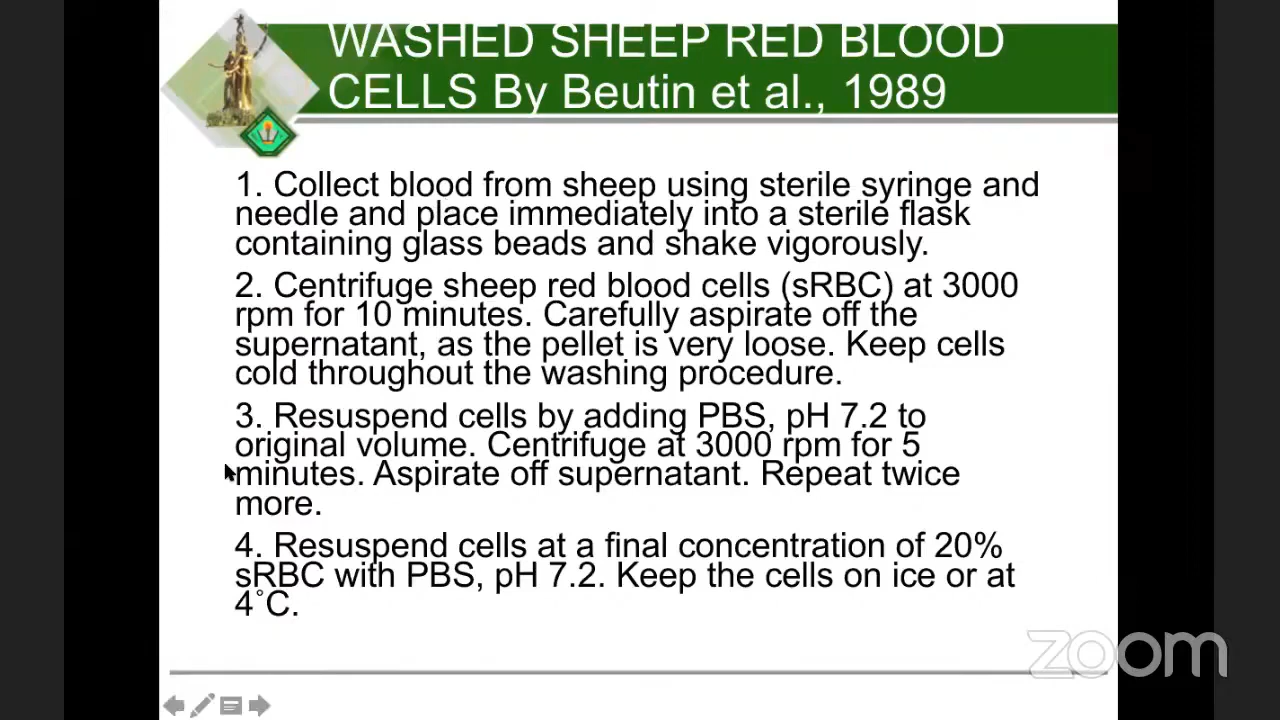 WASHED SHEEP RED BLOOD
CELLS By Beutin et al., 1989
1. Collect blood from sheep using sterile syringe and
needle and place immediately into a sterile flask
containing glass beads and shake vigorously.
2. Centrifuge sheep red blood cells (sRBC) at 3000
rpm for 10 minutes. Carefully aspirate off the
supernatant, as the pellet is very loose. Keep cells
cold throughout the washing procedure.
3. Resuspend cells by adding PBS, pH 7.2 to
original volume. Centrifuge at 3000 rpm for 5
minutes. Aspirate off supernatant. Repeat twice
more.
4. Resuspend cells at a final concentration of 20%
sRBC with PBS, pH 7.2. Keep the cells on ice or at
4˚C.
zoom